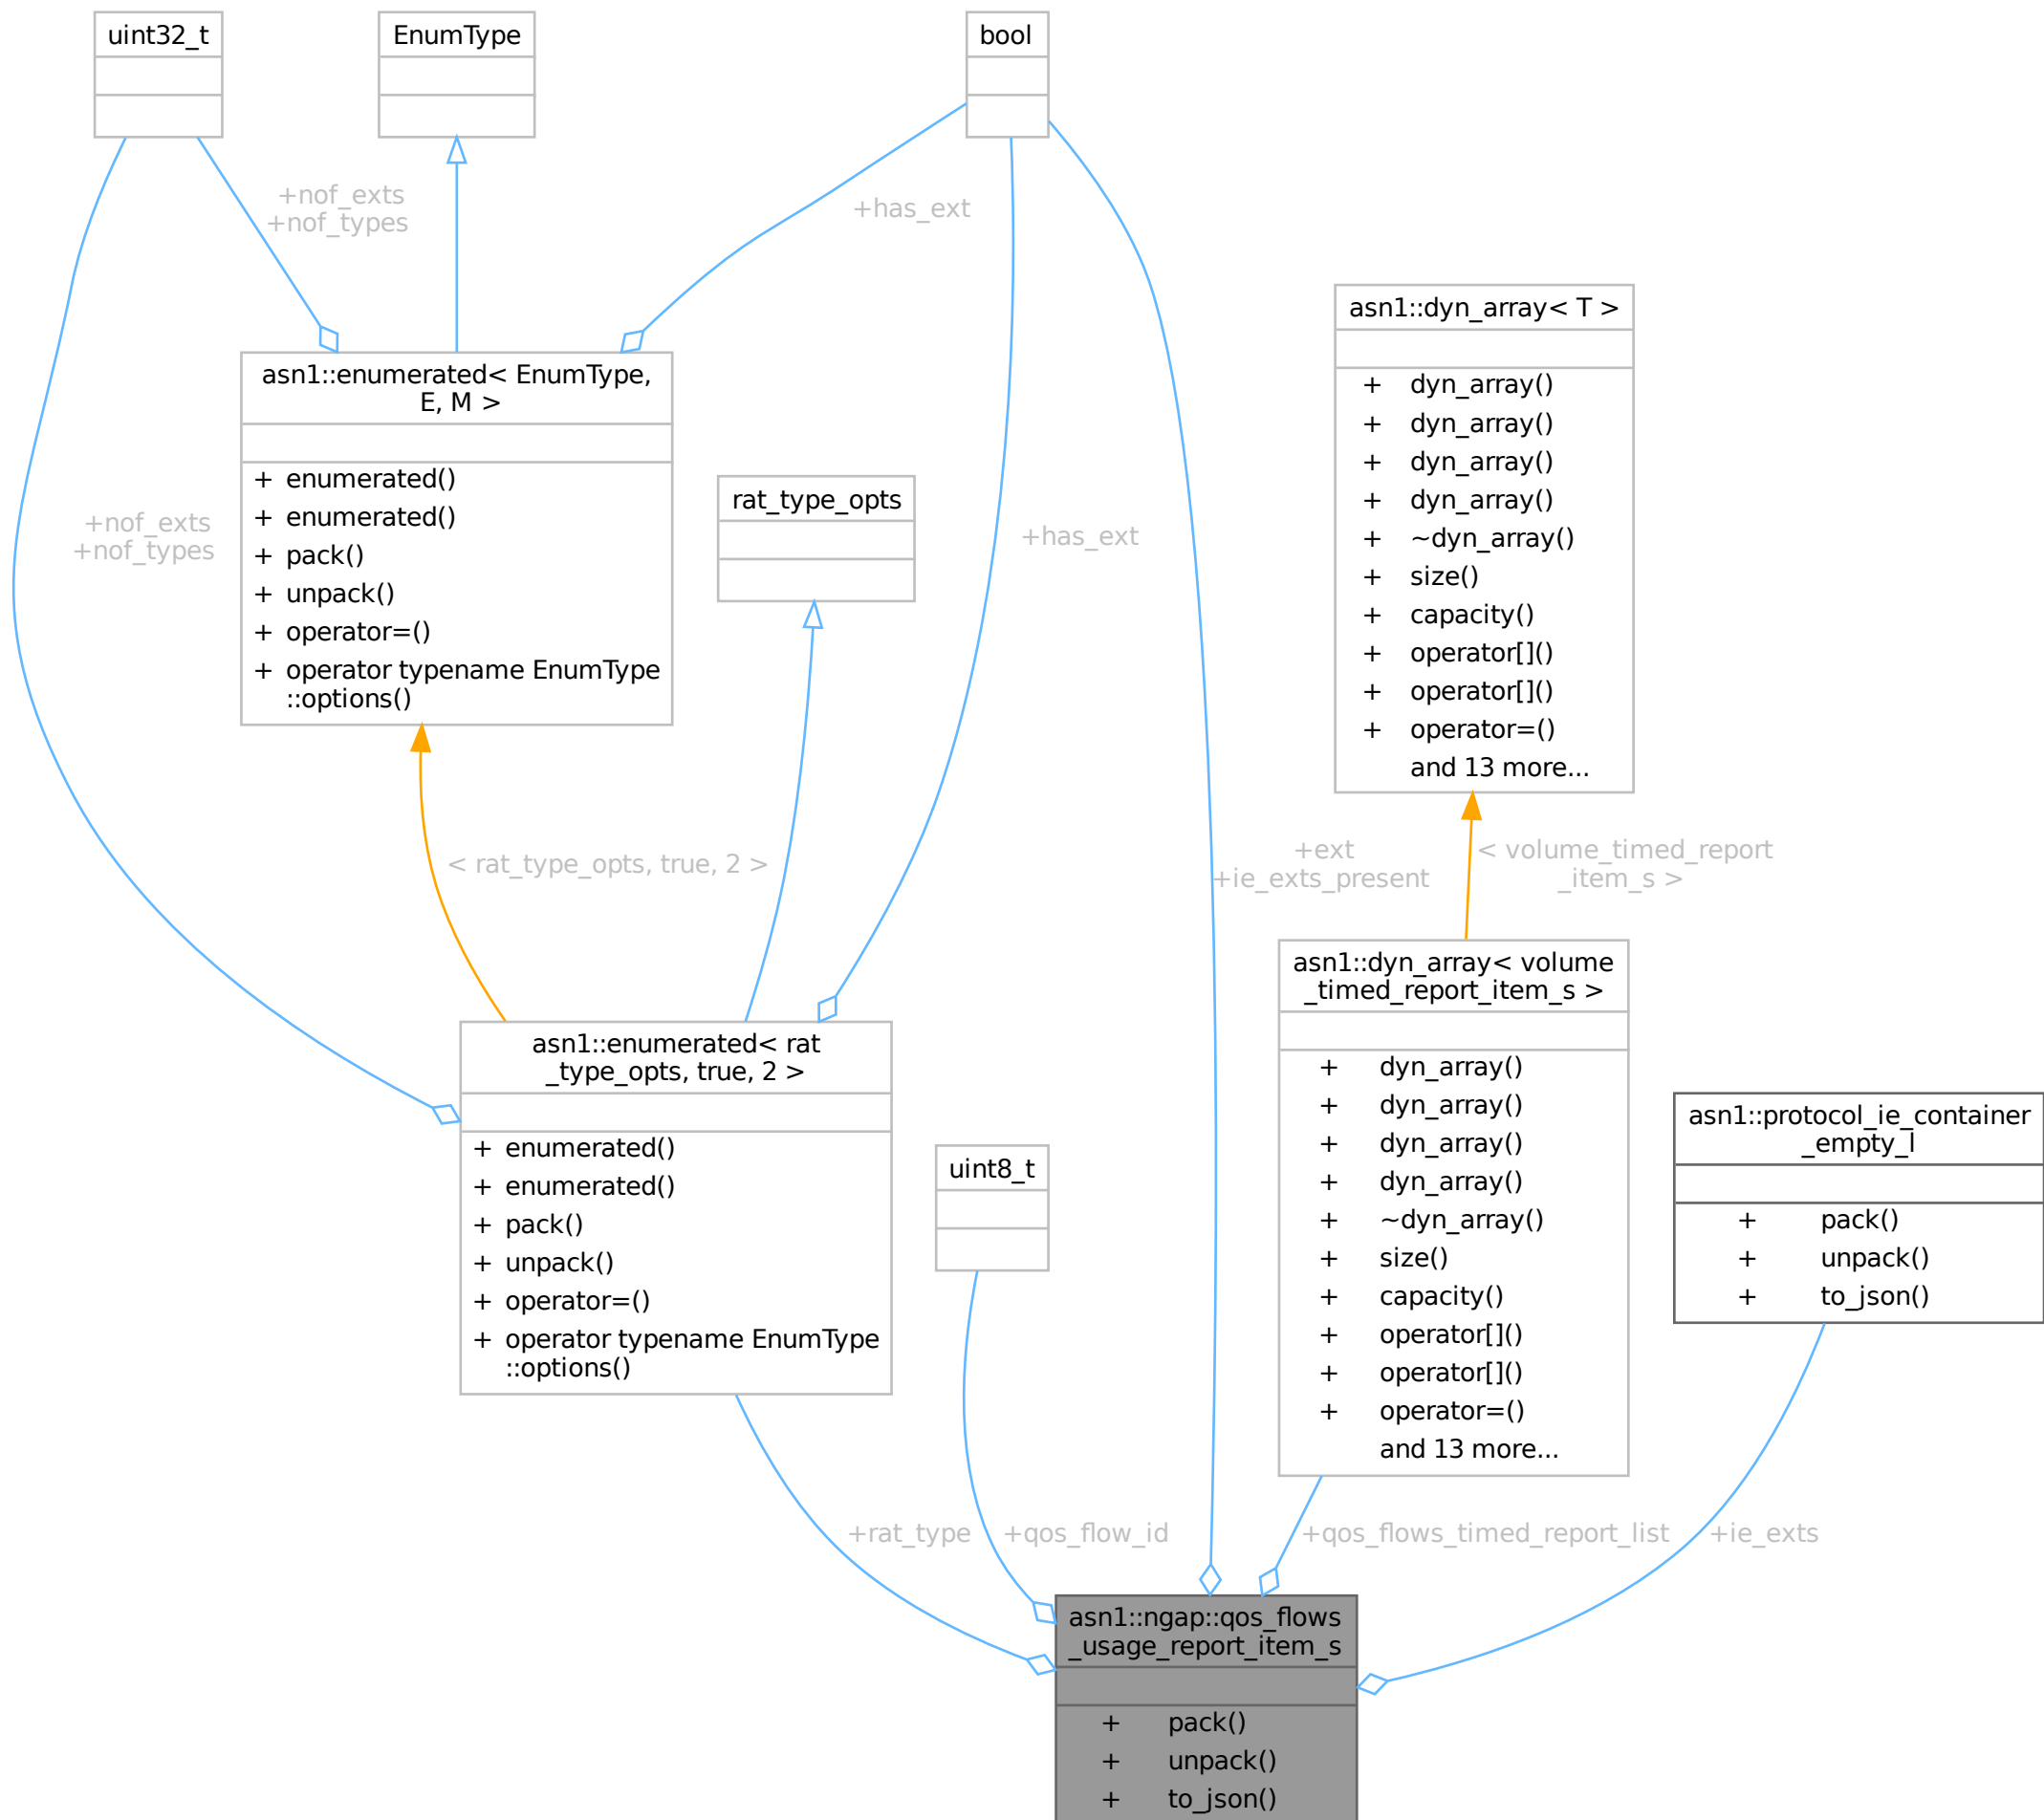 uint32_t
EnumType
bool
+nof_exts
+nof_types
+has_ext
asn1::dyn_array< T >
+ dyn_array()
+ dyn_array()
+ dyn_array()
+ dyn_array()
+ ~dyn_array()
+ size()
+ capacity()
+ operator[]()
+ operator[]()
+ operator=()
and 13 more...
asn1::enumerated< EnumType,
E, M >
+ enumerated()
+ enumerated()
+ pack()
+ unpack()
+ operator=()
+ operator typename EnumType
::options()
rat_type_opts
+nof_exts
+nof_types
+has_ext
< rat_type_opts, true, 2 >
+ext
+ie_exts_present
< volume_timed_report
_item_s >
asn1::dyn_array< volume
_timed_report_item_s >
+ dyn_array()
+ dyn_array()
+ dyn_array()
+ dyn_array()
+ ~dyn_array()
+ size()
+ capacity()
+ operator[]()
+ operator[]()
+ operator=()
and 13 more...
asn1::enumerated< rat
_type_opts, true, 2 >
+ enumerated()
+ enumerated()
+ pack()
+ unpack()
+ operator=()
+ operator typename EnumType
::options()
uint8_t
asn1::protocol_ie_container
_empty_l
+ pack()
+ unpack()
+ to_json()
+rat_type
+qos_flow_id
+qos_flows_timed_report_list
+ie_exts
asn1::ngap::qos_flows
_usage_report_item_s
+ pack()
+ unpack()
+ to_json()